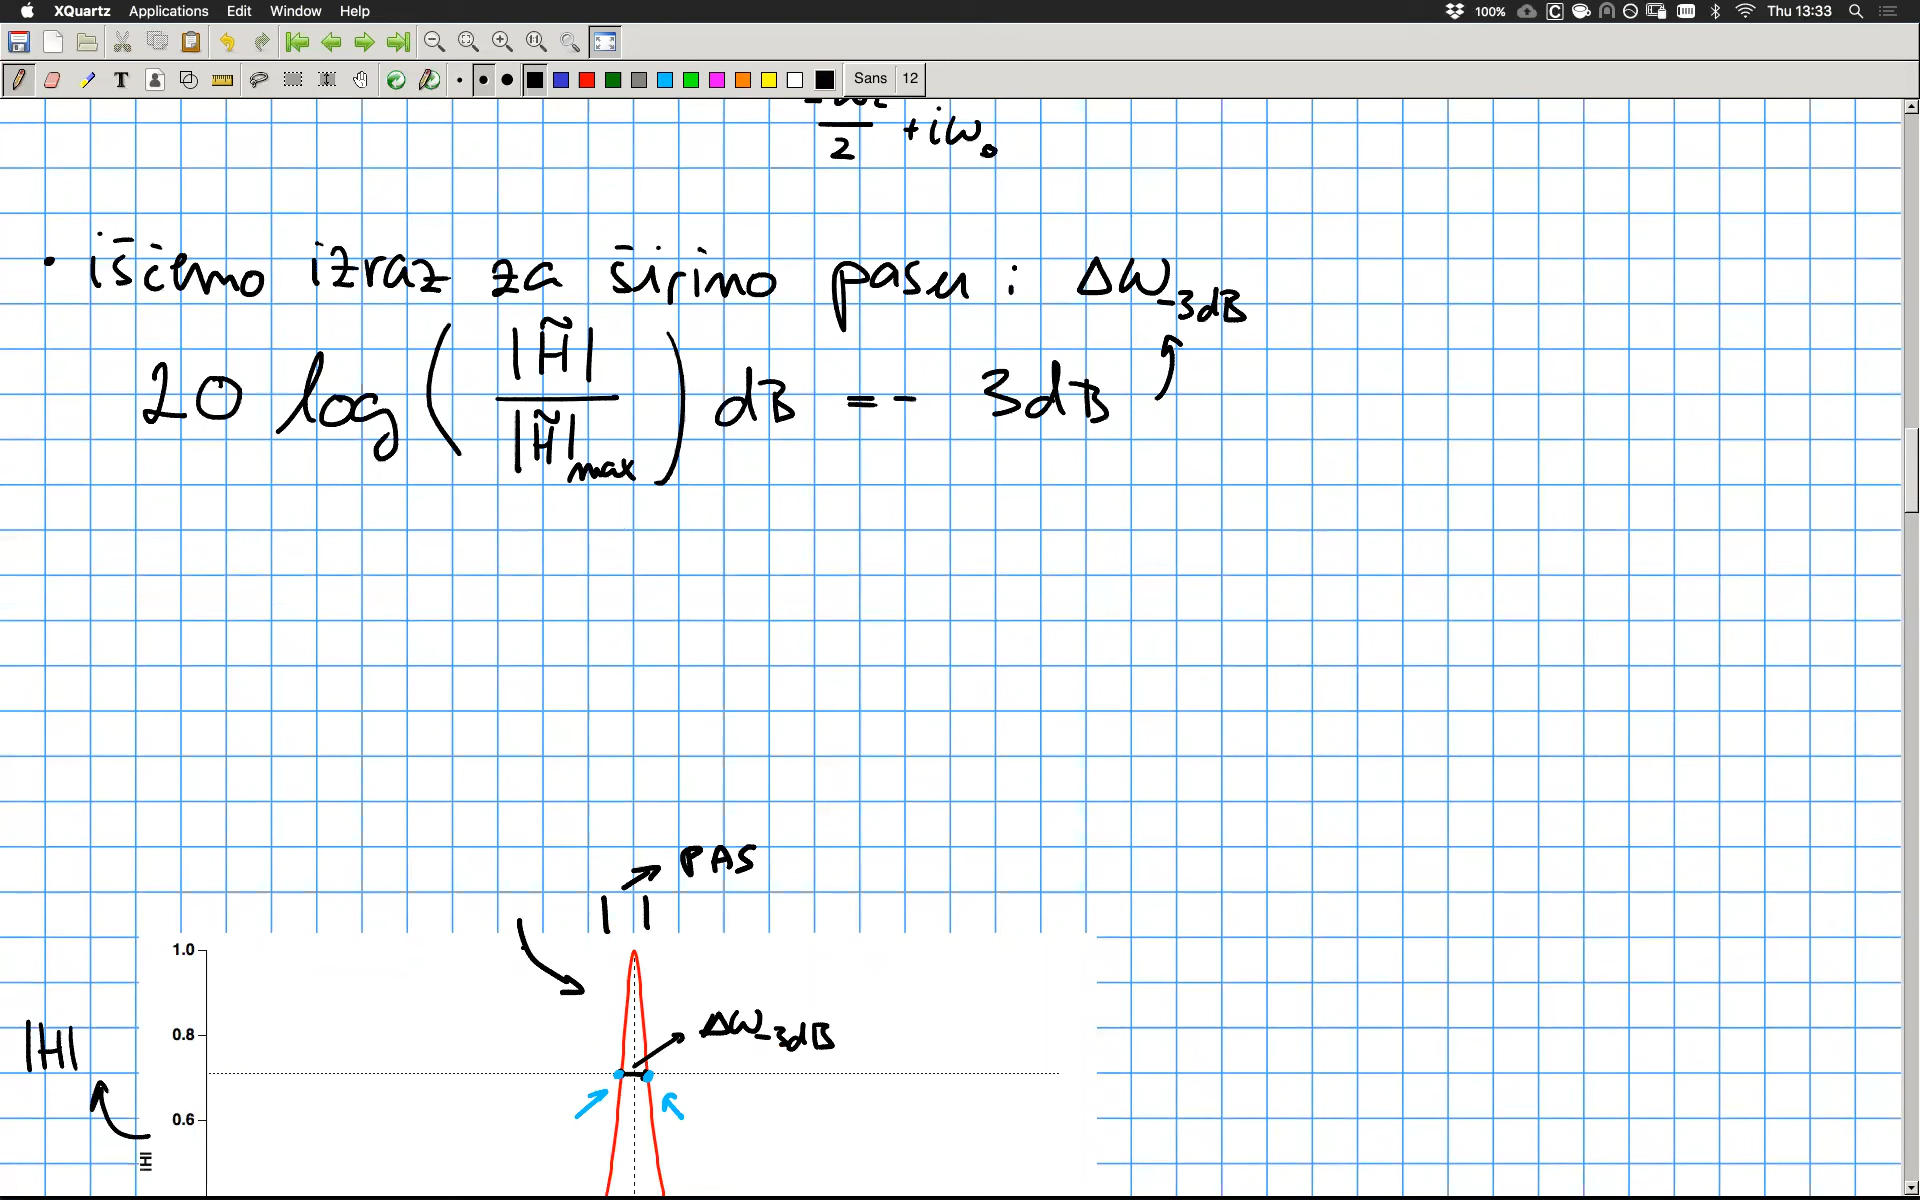 XQuartz Applications Edit Window Help 100% Thu 13:33
Sans 12
2 + iω₀
• iščemo izraz za širino pasu : Δω₋₃dB
20 log ( |H̃| / |H̃|max ) dB = - 3dB
PAS
1.0
Δω₋₃dB
0.8
|H|
0.6
|H|